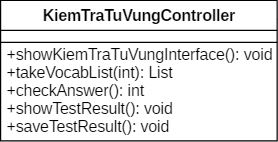 KiemTraTuVungController
+showKiemTraTuVungInterface(): void
+takeVocabList(int): List
+checkAnswer(): int
+showTestResult(): void
+saveTestResult(): void